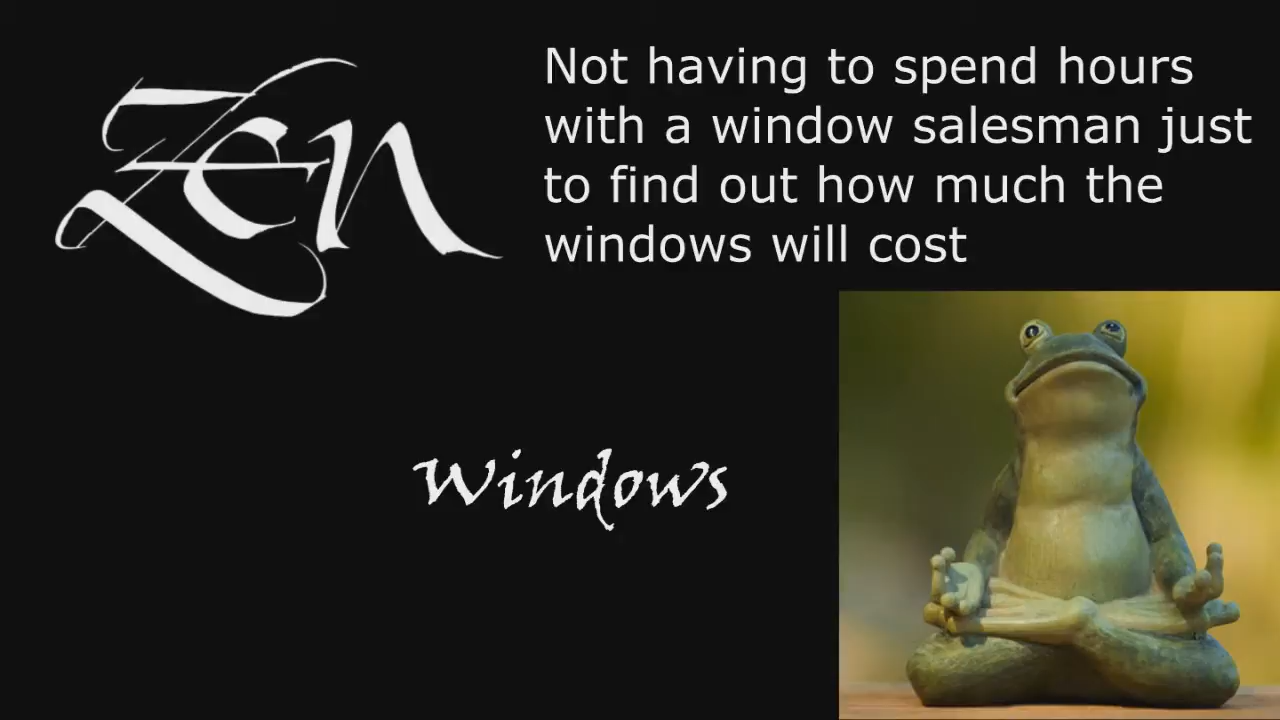 Zen
Not having to spend hours
with a window salesman just
to find out how much the
windows will cost
Windows